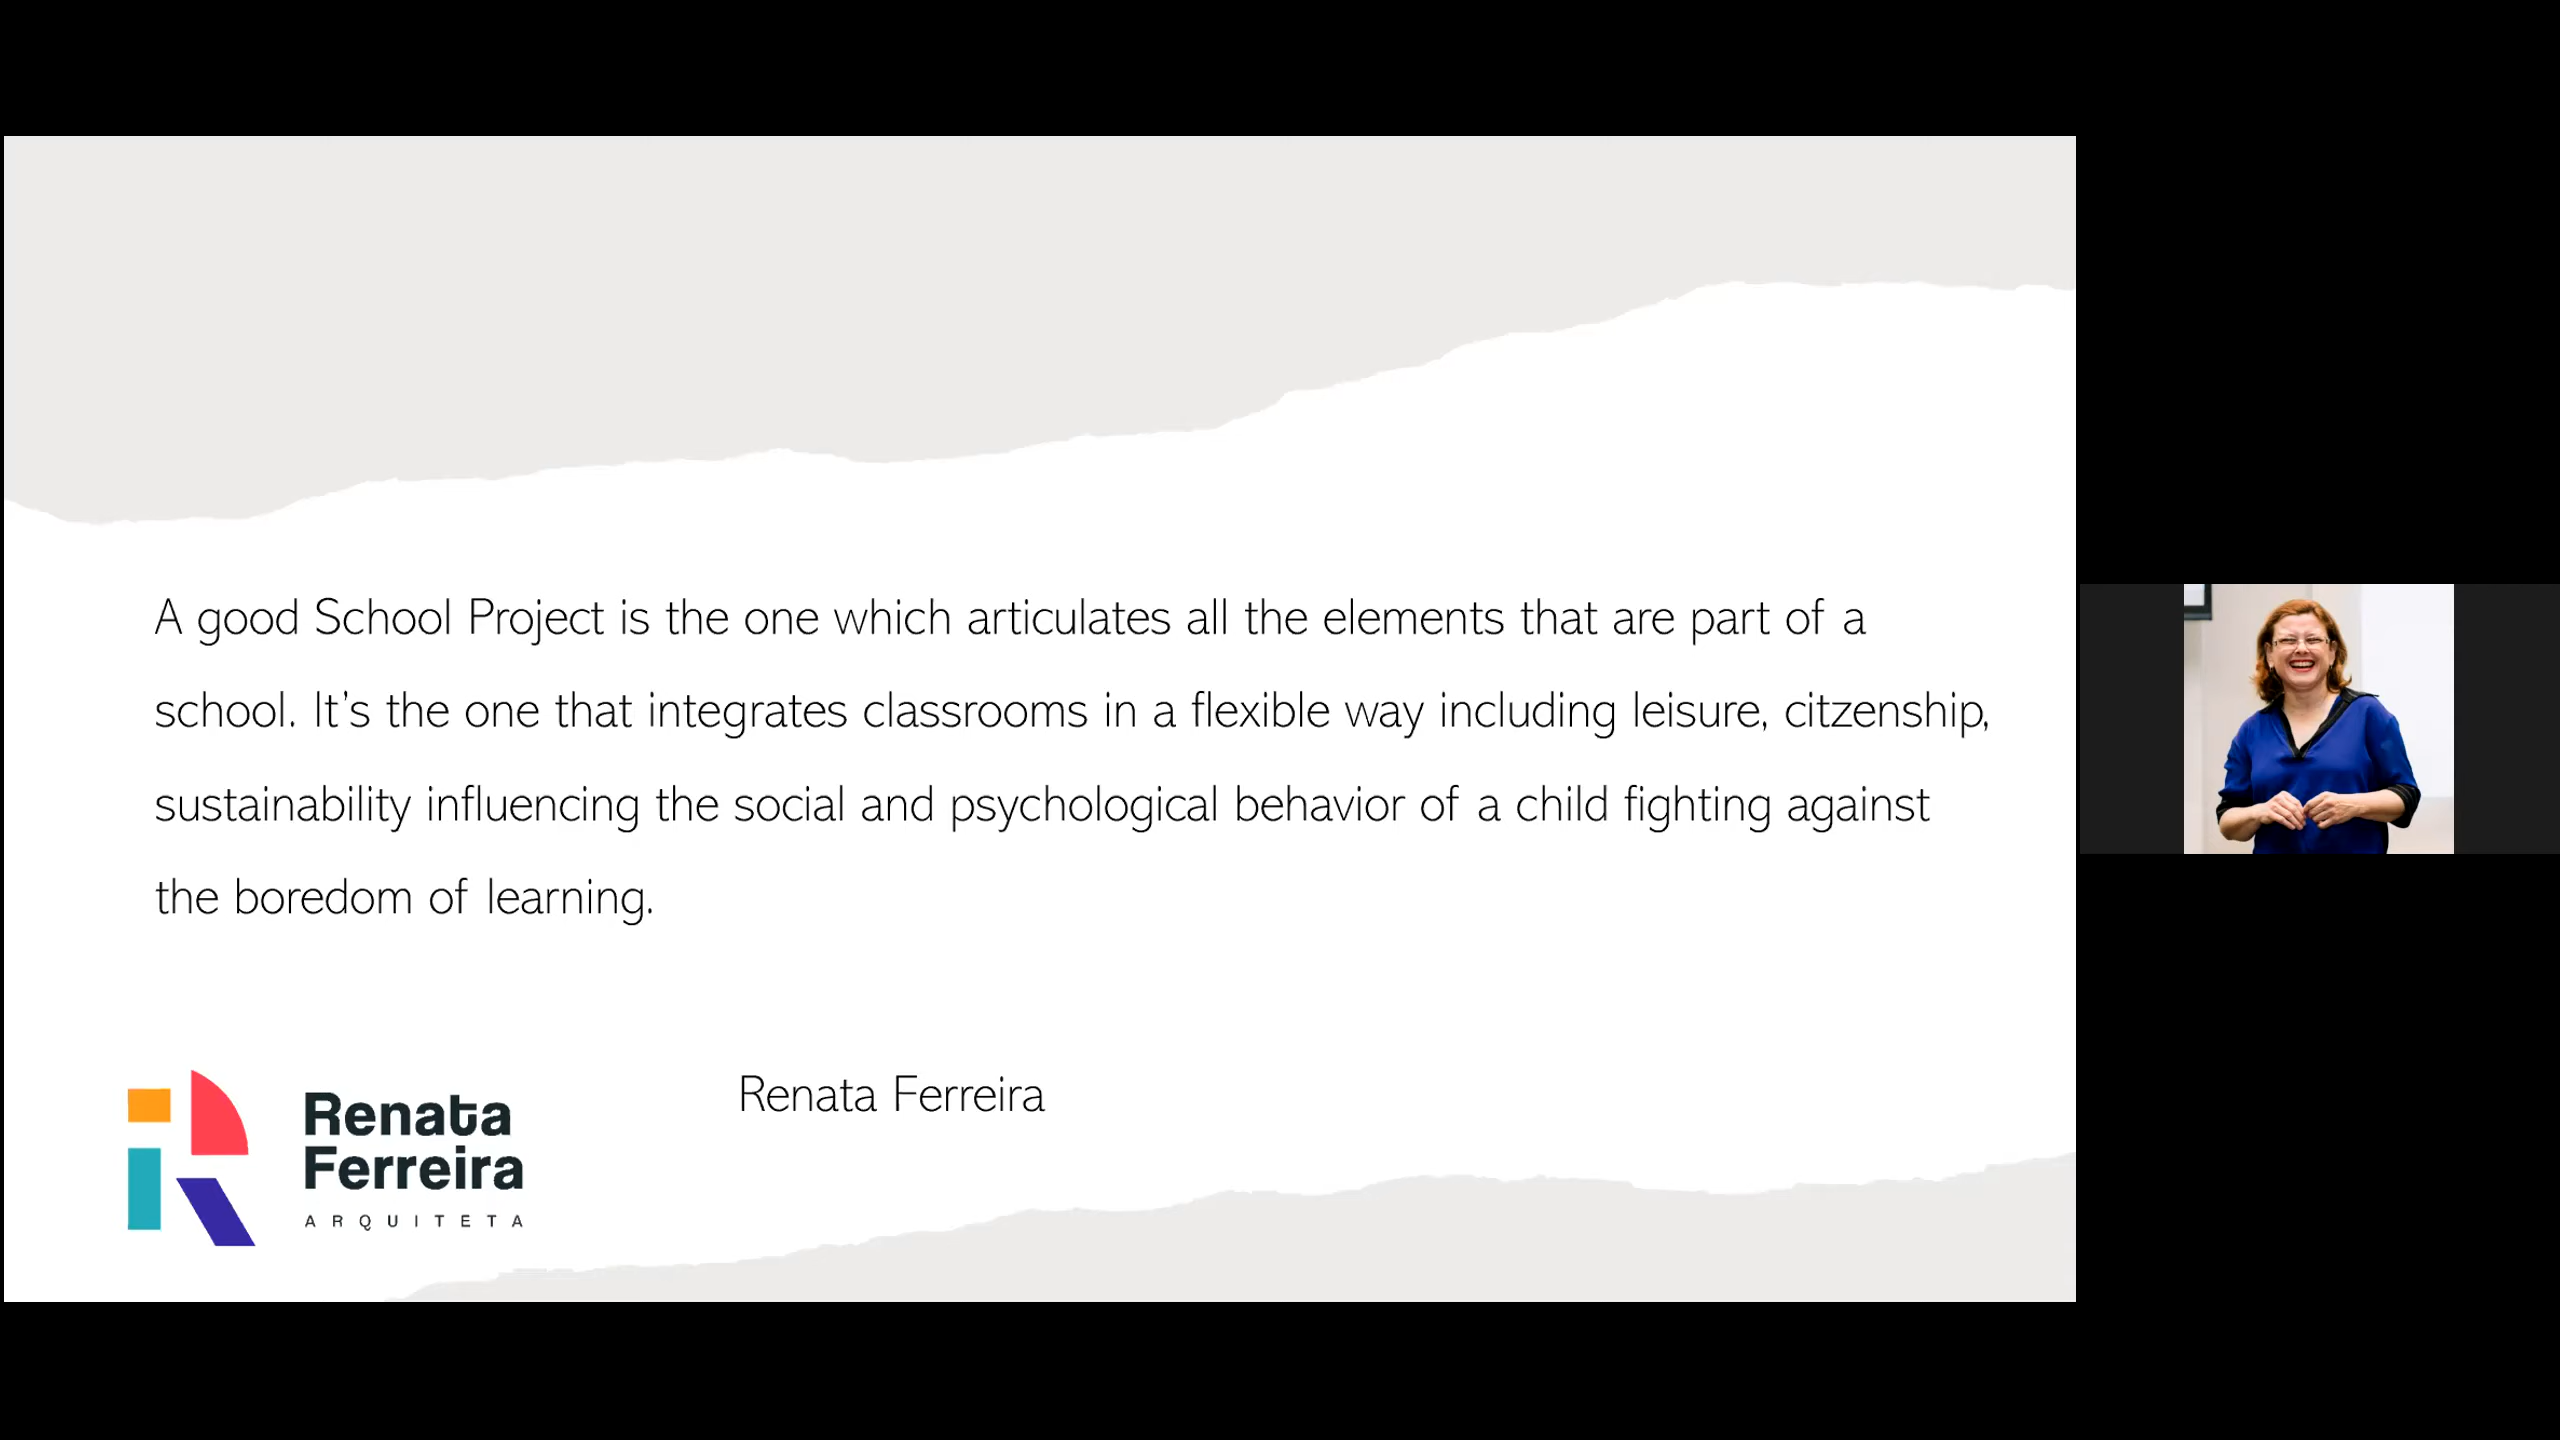 A good School Project is the one which articulates all the elements that are part of a
school. It's the one that integrates classrooms in a flexible way including leisure, citzenship,
sustainability influencing the social and psychological behavior of a child fighting against
the boredom of learning.
Renata Ferreira
Renata
Ferreira
ARQUITETA